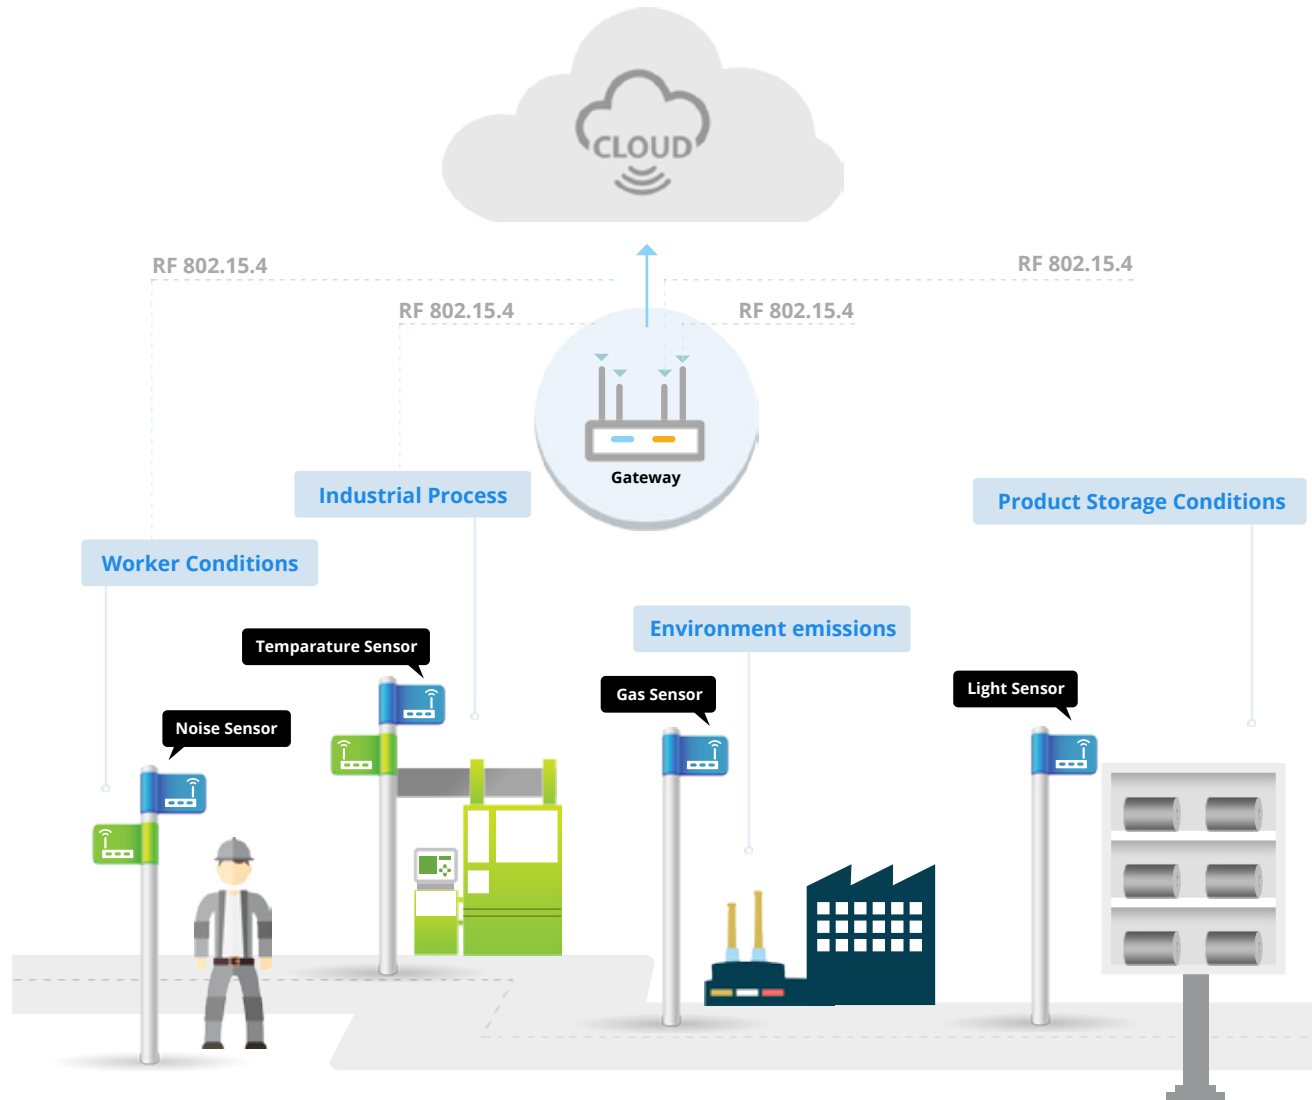 CLOUD
RF 802.15.4
RF 802.15.4
RF 802.15.4
RF 802.15.4
Gateway
Industrial Process
Product Storage Conditions
Worker Conditions
Environment emissions
Temparature Sensor
Gas Sensor
Light Sensor
Noise Sensor